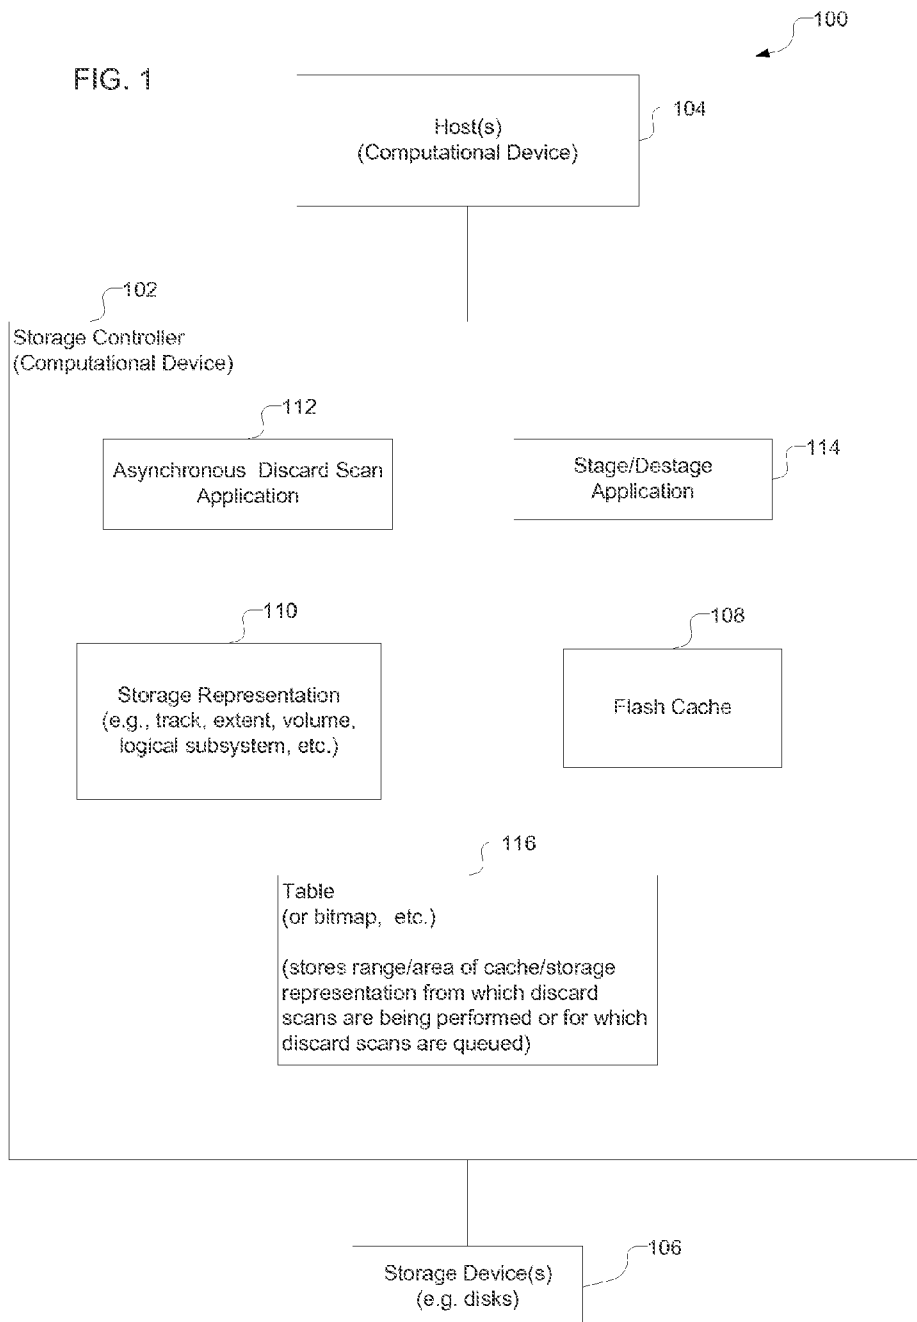 100
FIG. 1
Host(s)
(Computational Device)
104
102
Storage Controller
(Computational Device)
112
Asynchronous Discard Scan
Application
114
Stage/Destage
Application
110
Storage Representation
(e.g., track, extent, volume,
logical subsystem, etc.)
108
Flash Cache
116
Table
(or bitmap, etc.)
(stores range/area of cache/storage
representation from which discard
scans are being performed or for which
discard scans are queued)
106
Storage Device(s)
(e.g. disks)